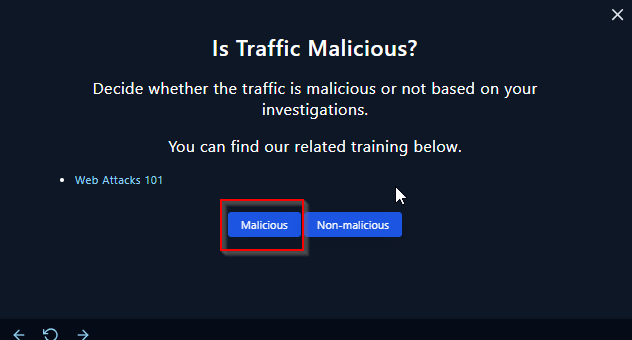 Is Traffic Malicious?
Decide whether the traffic is malicious or not based on your
investigations.
You can find our related training below.
Web Attacks 101
Malicious Non-malicious